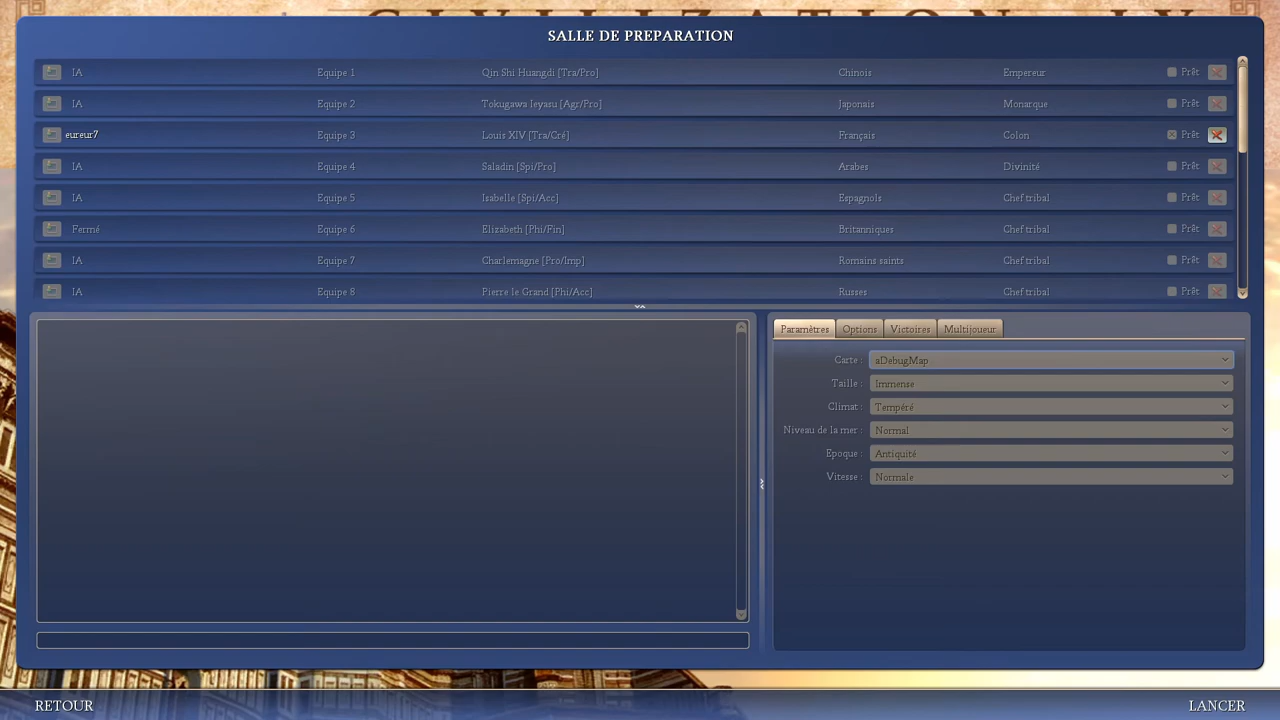 CIVILIZATION IV
SALLE DE PREPARATION
IA Equipe 1 Qin Shi Huangdi [Tra/Pro] Chinois Empereur Prêt
IA Equipe 2 Tokugawa Ieyasu [Agr/Pro] Japonais Monarque Prêt
eureur7 Equipe 3 Louis XIV [Tra/Cré] Français Colon Prêt
IA Equipe 4 Saladin [Spi/Pro] Arabes Divinité Prêt
IA Equipe 5 Isabelle [Spi/Acc] Espagnols Chef tribal Prêt
Fermé Equipe 6 Elizabeth [Phi/Fin] Britanniques Chef tribal Prêt
IA Equipe 7 Charlemagne [Pro/Imp] Romains saints Chef tribal Prêt
IA Equipe 8 Pierre le Grand [Phi/Acc] Russes Chef tribal Prêt
Paramètres Options Victoires Multijoueur
Carte : aDebugMap
Taille : Immense
Climat : Tempéré
Niveau de la mer : Normal
Epoque : Antiquité
Vitesse : Normale
RETOUR LANCER